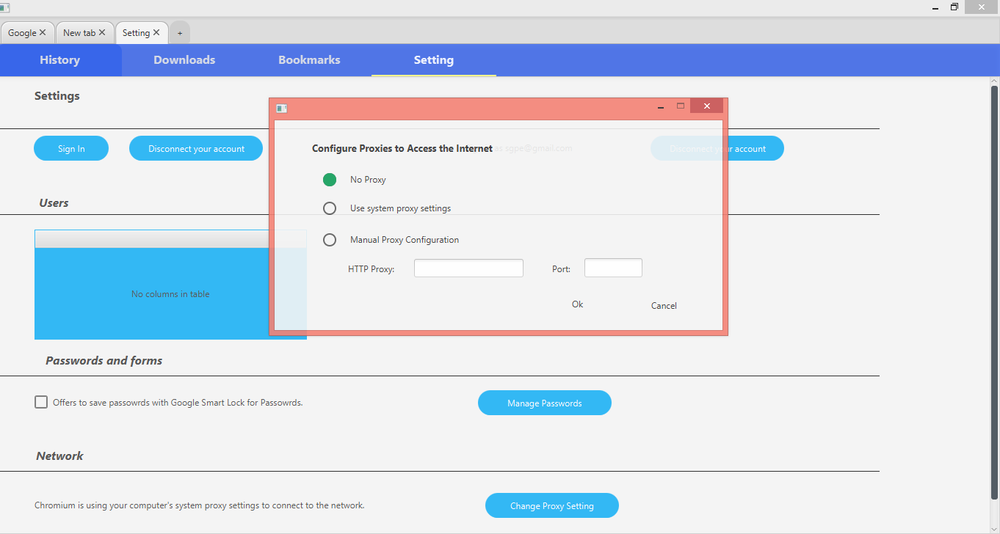 Google
New tab
Setting
+
History
Downloads
Bookmarks
Setting
Settings
Sign In
Disconnect your account
as sgpe@gmail.com
Disconnect your account
Users
No columns in table
Configure Proxies to Access the Internet
No Proxy
Use system proxy settings
Manual Proxy Configuration
HTTP Proxy:
Port:
Ok
Cancel
Passwords and forms
Offers to save passowrds with Google Smart Lock for Passowrds.
Manage Passwords
Network
Chromium is using your computer's system proxy settings to connect to the network.
Change Proxy Setting